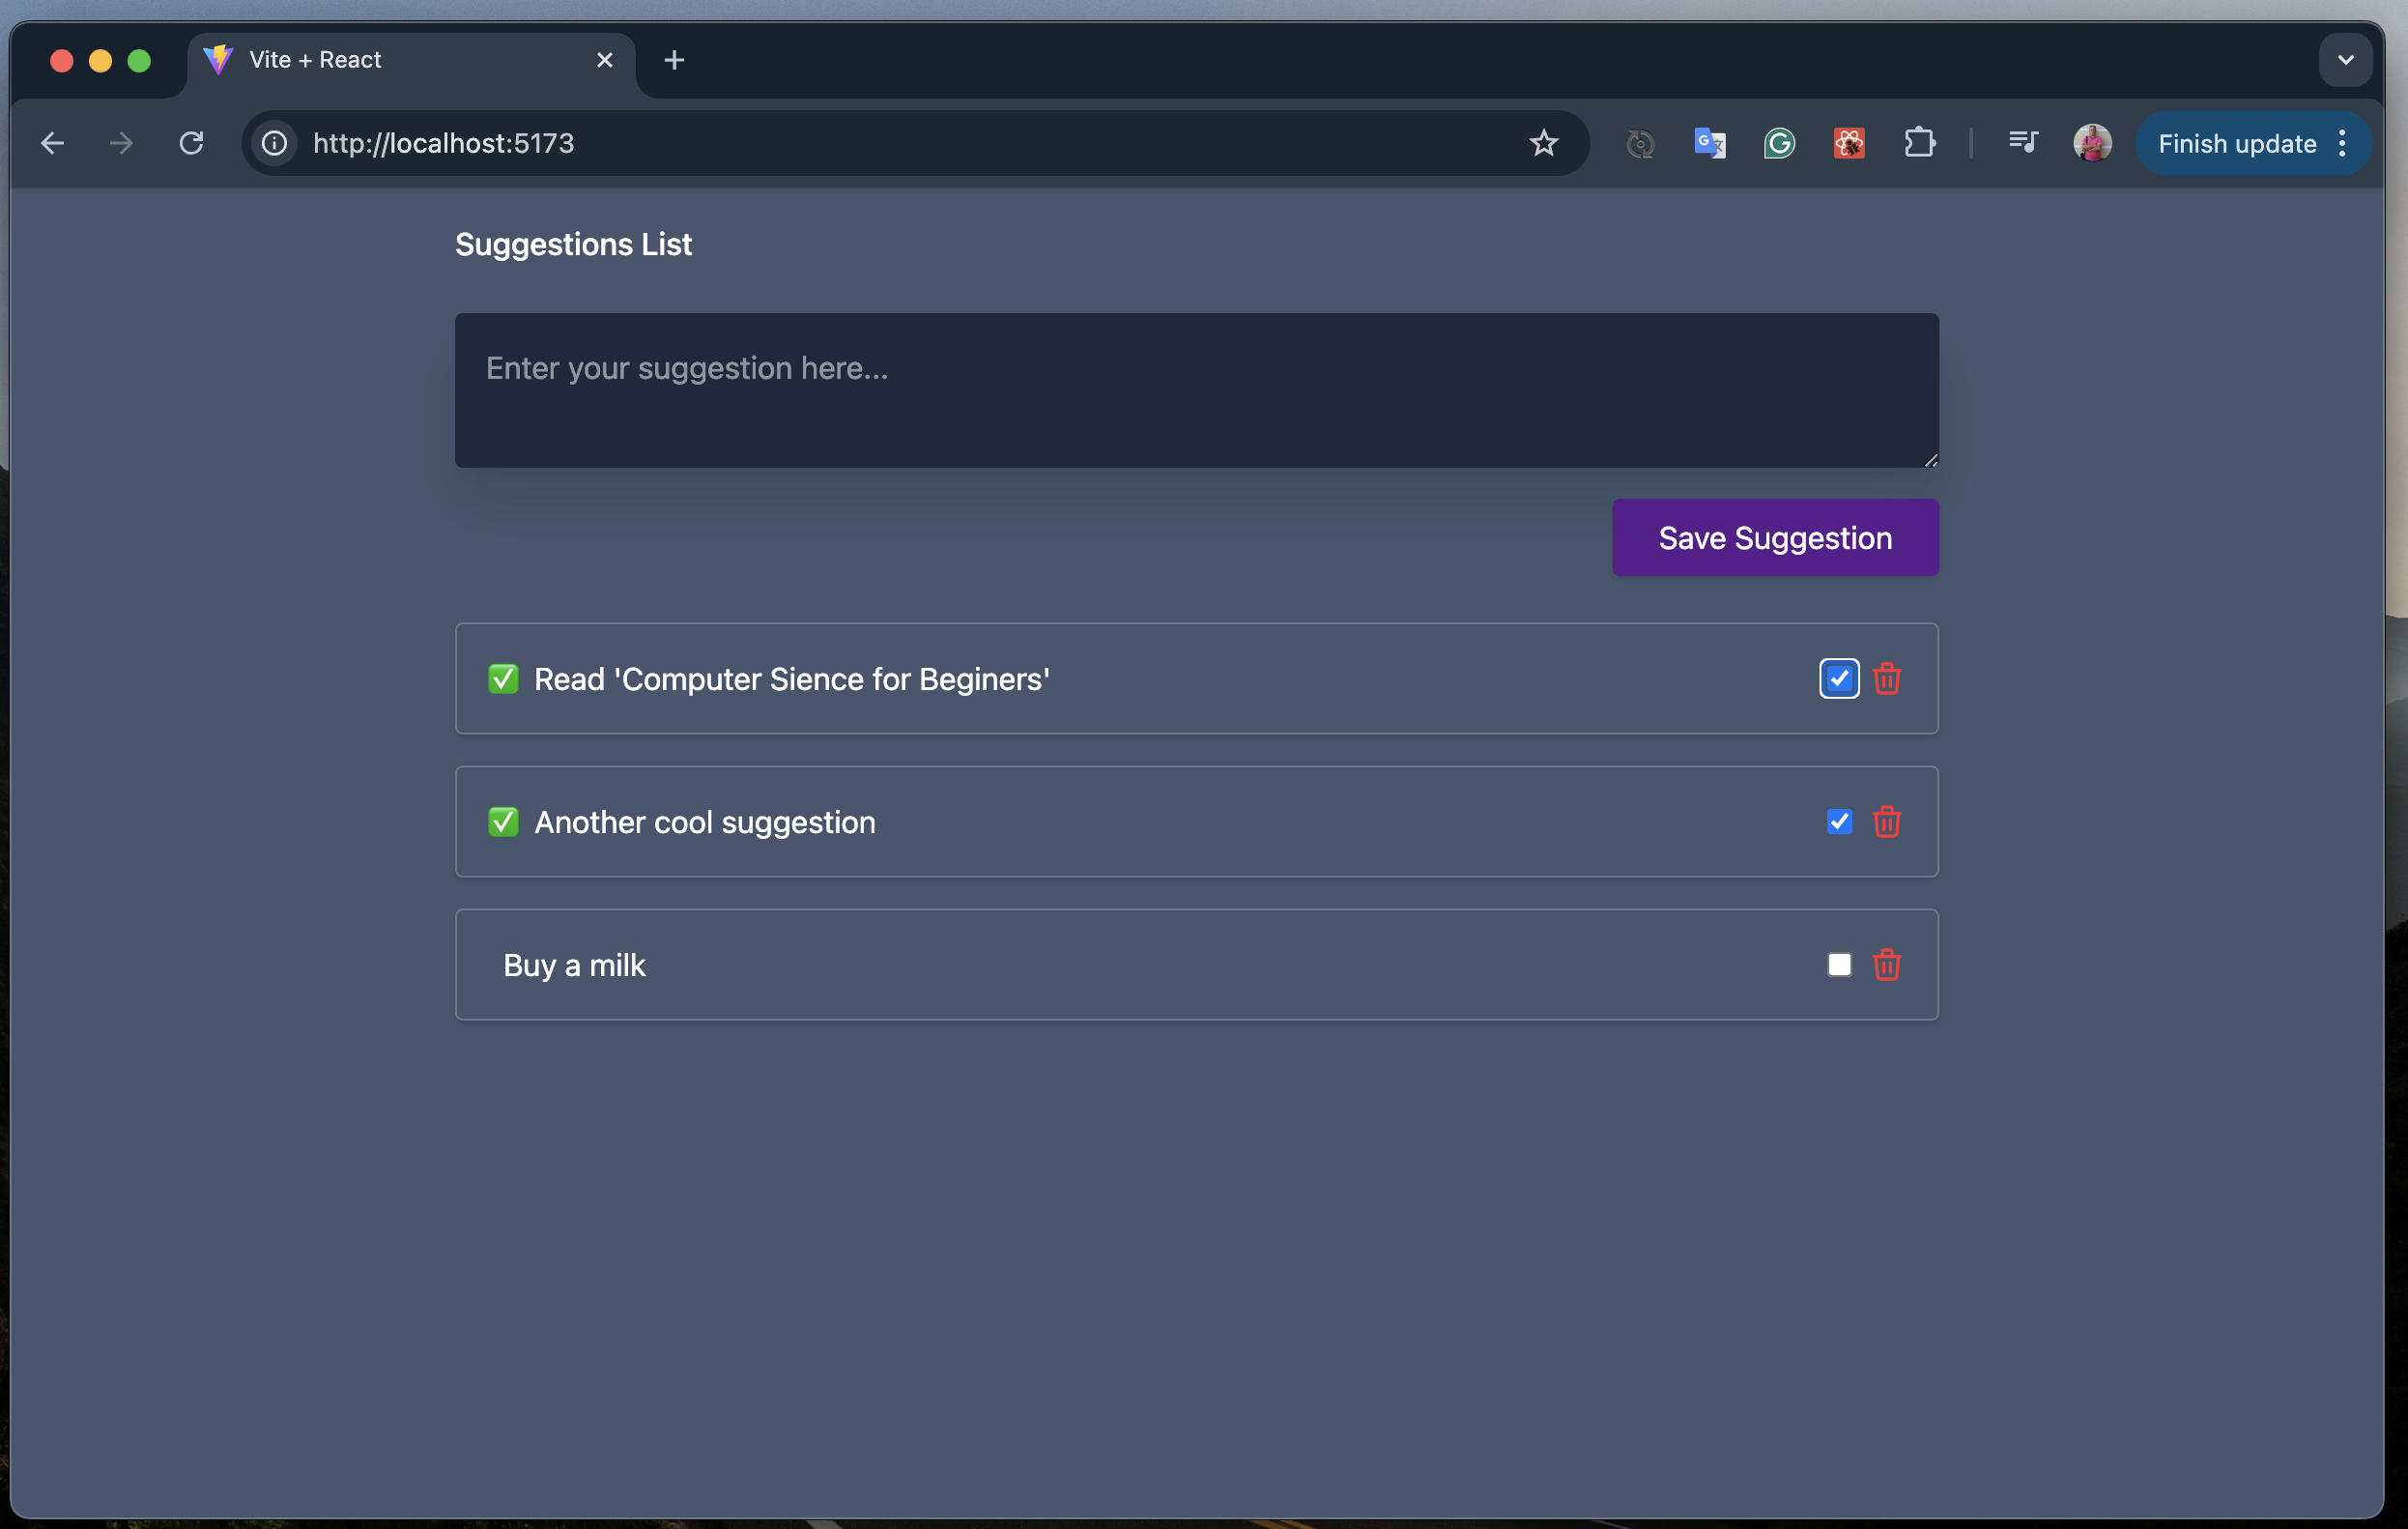 Vite + React
http://localhost:5173
Finish update
Suggestions List
Enter your suggestion here...
Save Suggestion
✅ Read 'Computer Sience for Beginers'
✅ Another cool suggestion
Buy a milk